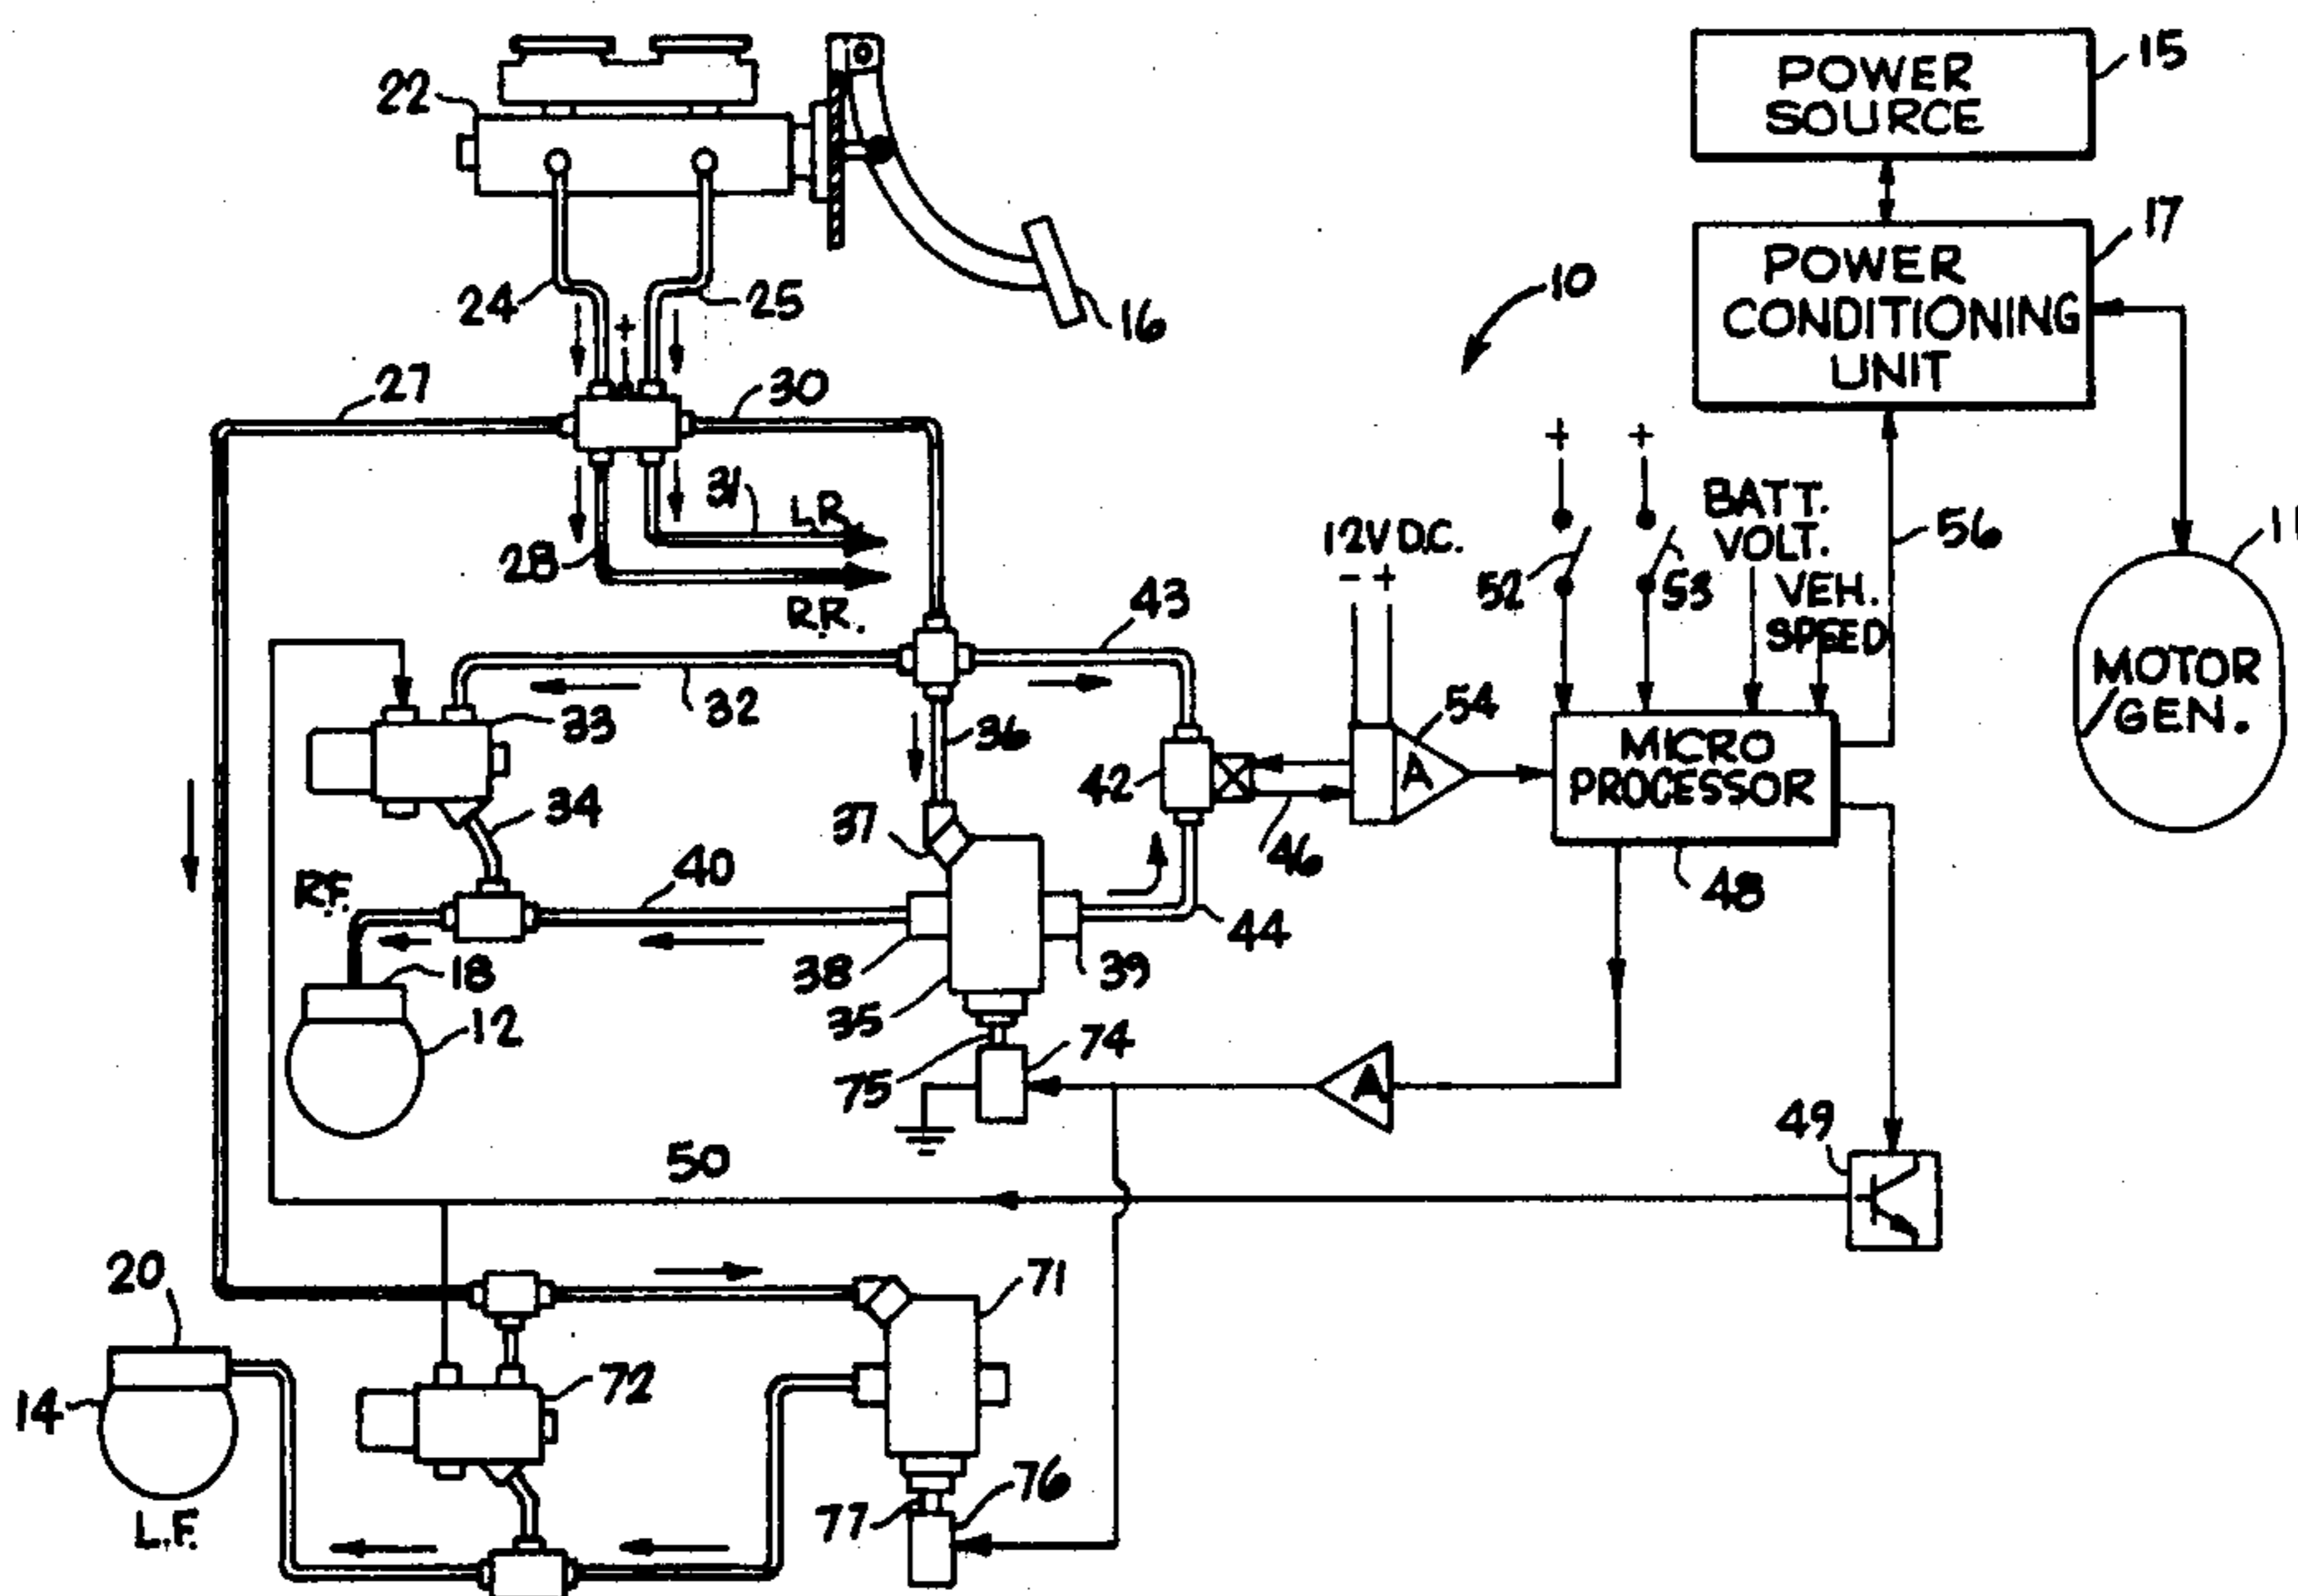 22
POWER
SOURCE
15
17
POWER
CONDITIONING
UNIT
24
25
+
16
10
27
30
31
L.R.
28
R.R.
12V D.C.
- +
+
+
52
53
BATT.
VOLT.
VEH.
SPEED
56
MOTOR
/GEN.
43
32
33
36
54
A
MICRO
PROCESSOR
42
34
37
46
48
R.F.
40
44
18
38
39
12
35
74
75
A
49
50
20
71
72
14
76
77
L.F.